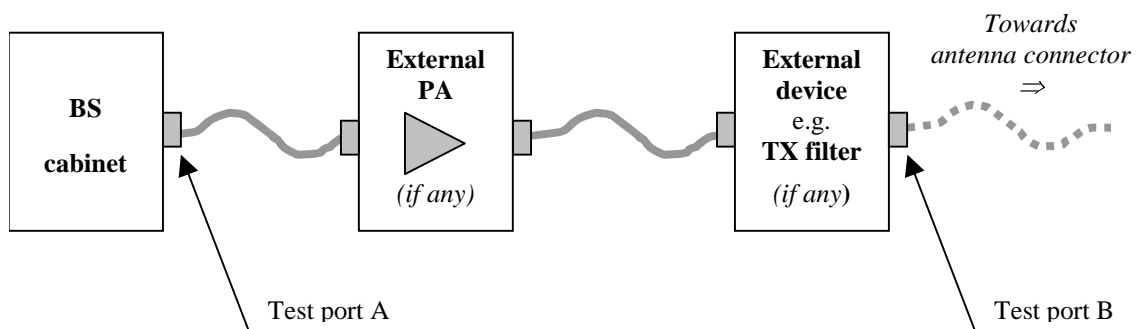 BS
cabinet
External
PA
(if any)
External
device
e.g.
TX filter
(if any)
Towards
antenna connector
⇒
Test port A
Test port B